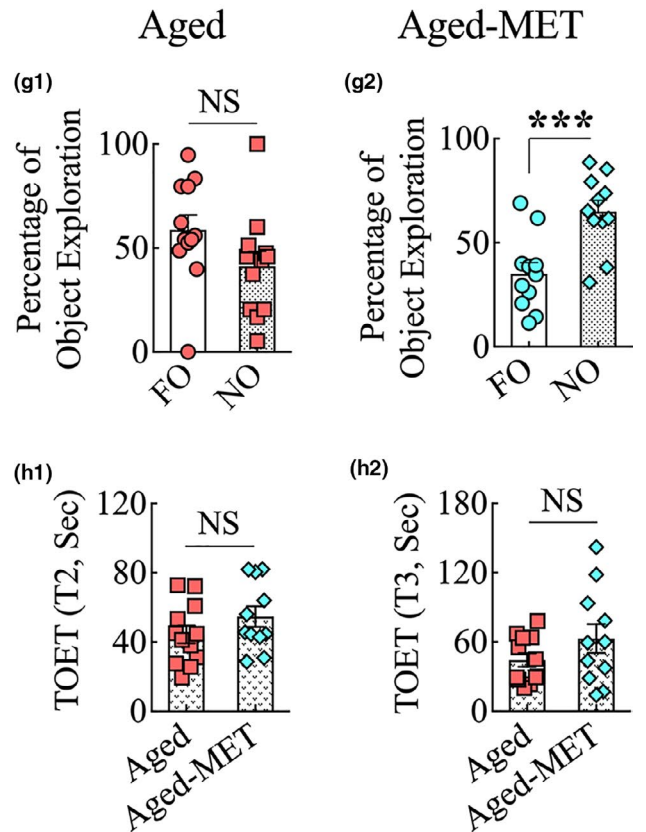 Aged
Aged-MET
(g1)
NS
Percentage of
Object Exploration
100
50
0
FO
NO
(g2)
***
Percentage of
Object Exploration
100
50
0
FO
NO
(h1)
NS
TOET (T2, Sec)
120
80
40
0
Aged
Aged-MET
(h2)
NS
TOET (T3, Sec)
180
120
60
0
Aged
Aged-MET